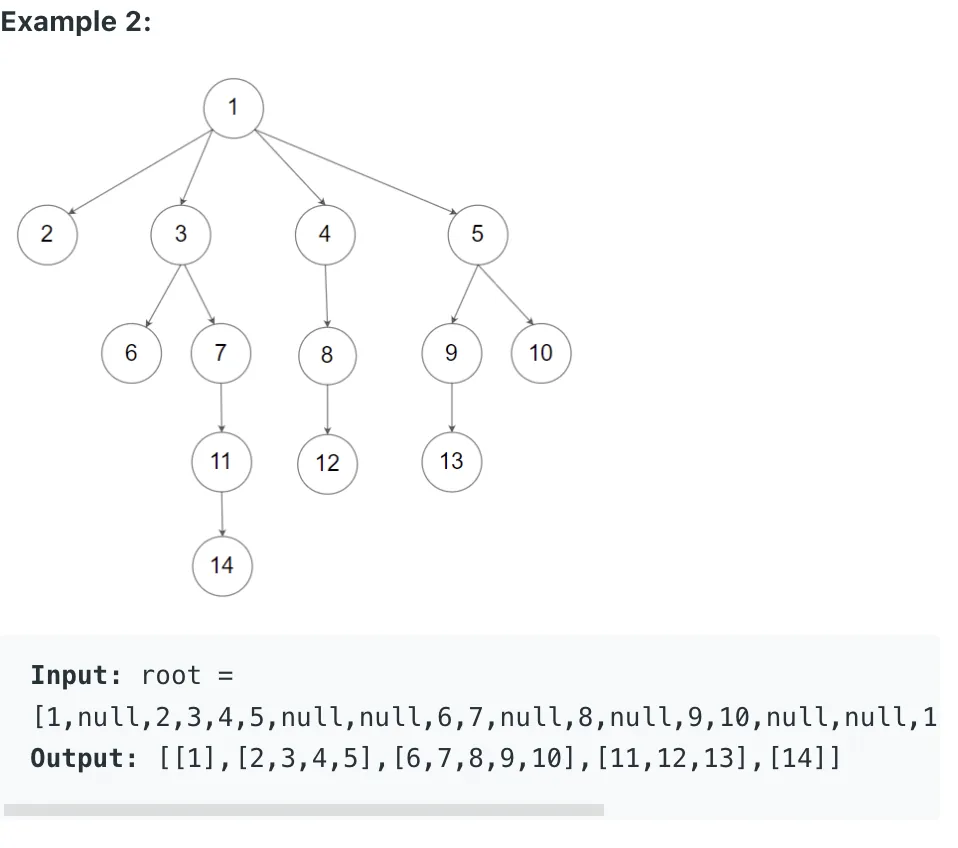 Example 2:
1
2 3 4 5
6 7 8 9 10
11 12 13
14
Input: root =
[1,null,2,3,4,5,null,null,6,7,null,8,null,9,10,null,null,1
Output: [[1],[2,3,4,5],[6,7,8,9,10],[11,12,13],[14]]